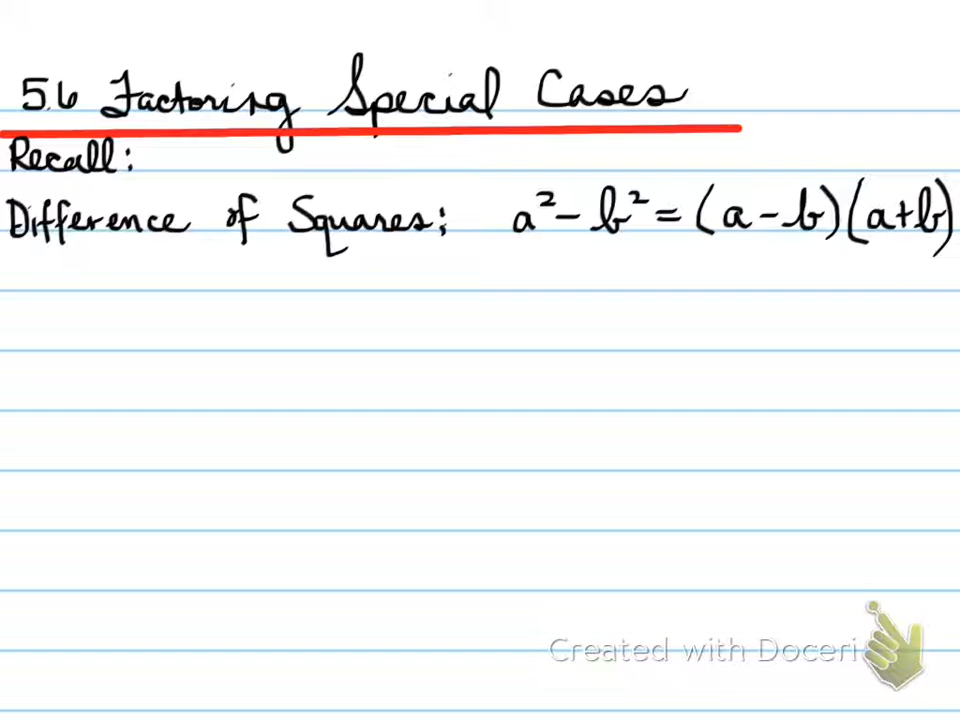 5.6 Factoring Special Cases
Recall:
Difference of Squares: a² - b² = (a - b)(a + b)
Created with Doceri